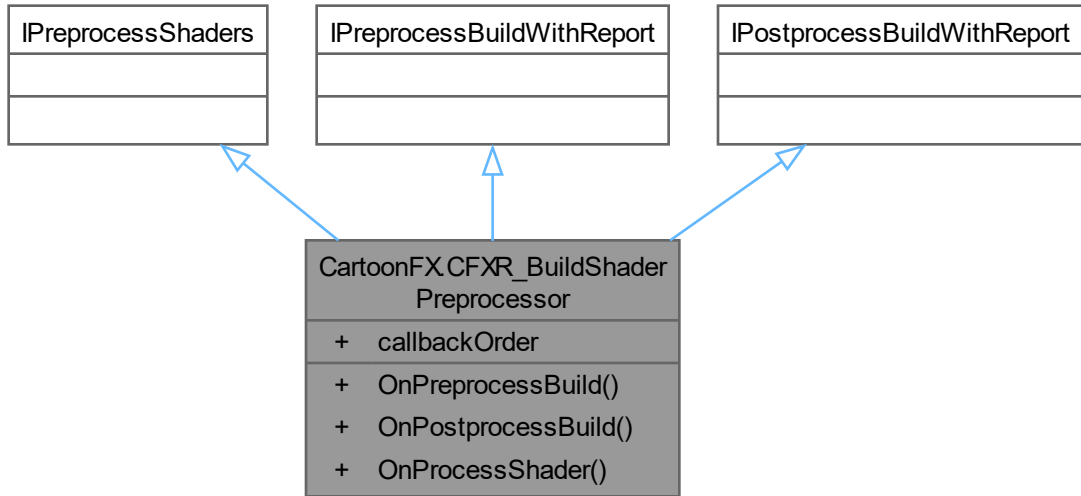 IPreprocessShaders
IPreprocessBuildWithReport
IPostprocessBuildWithReport
CartoonFX.CFXR_BuildShader
Preprocessor
+ callbackOrder
+ OnPreprocessBuild()
+ OnPostprocessBuild()
+ OnProcessShader()